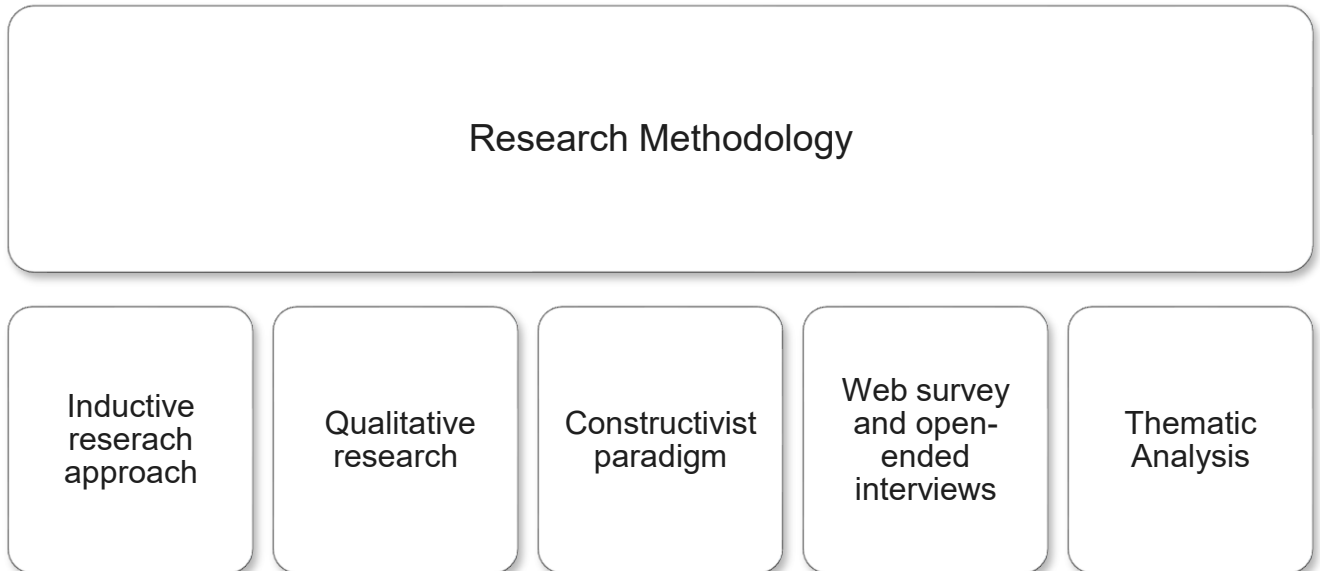 Research Methodology
Inductive
reserach
approach
Qualitative
research
Constructivist
paradigm
Web survey
and open-
ended
interviews
Thematic
Analysis